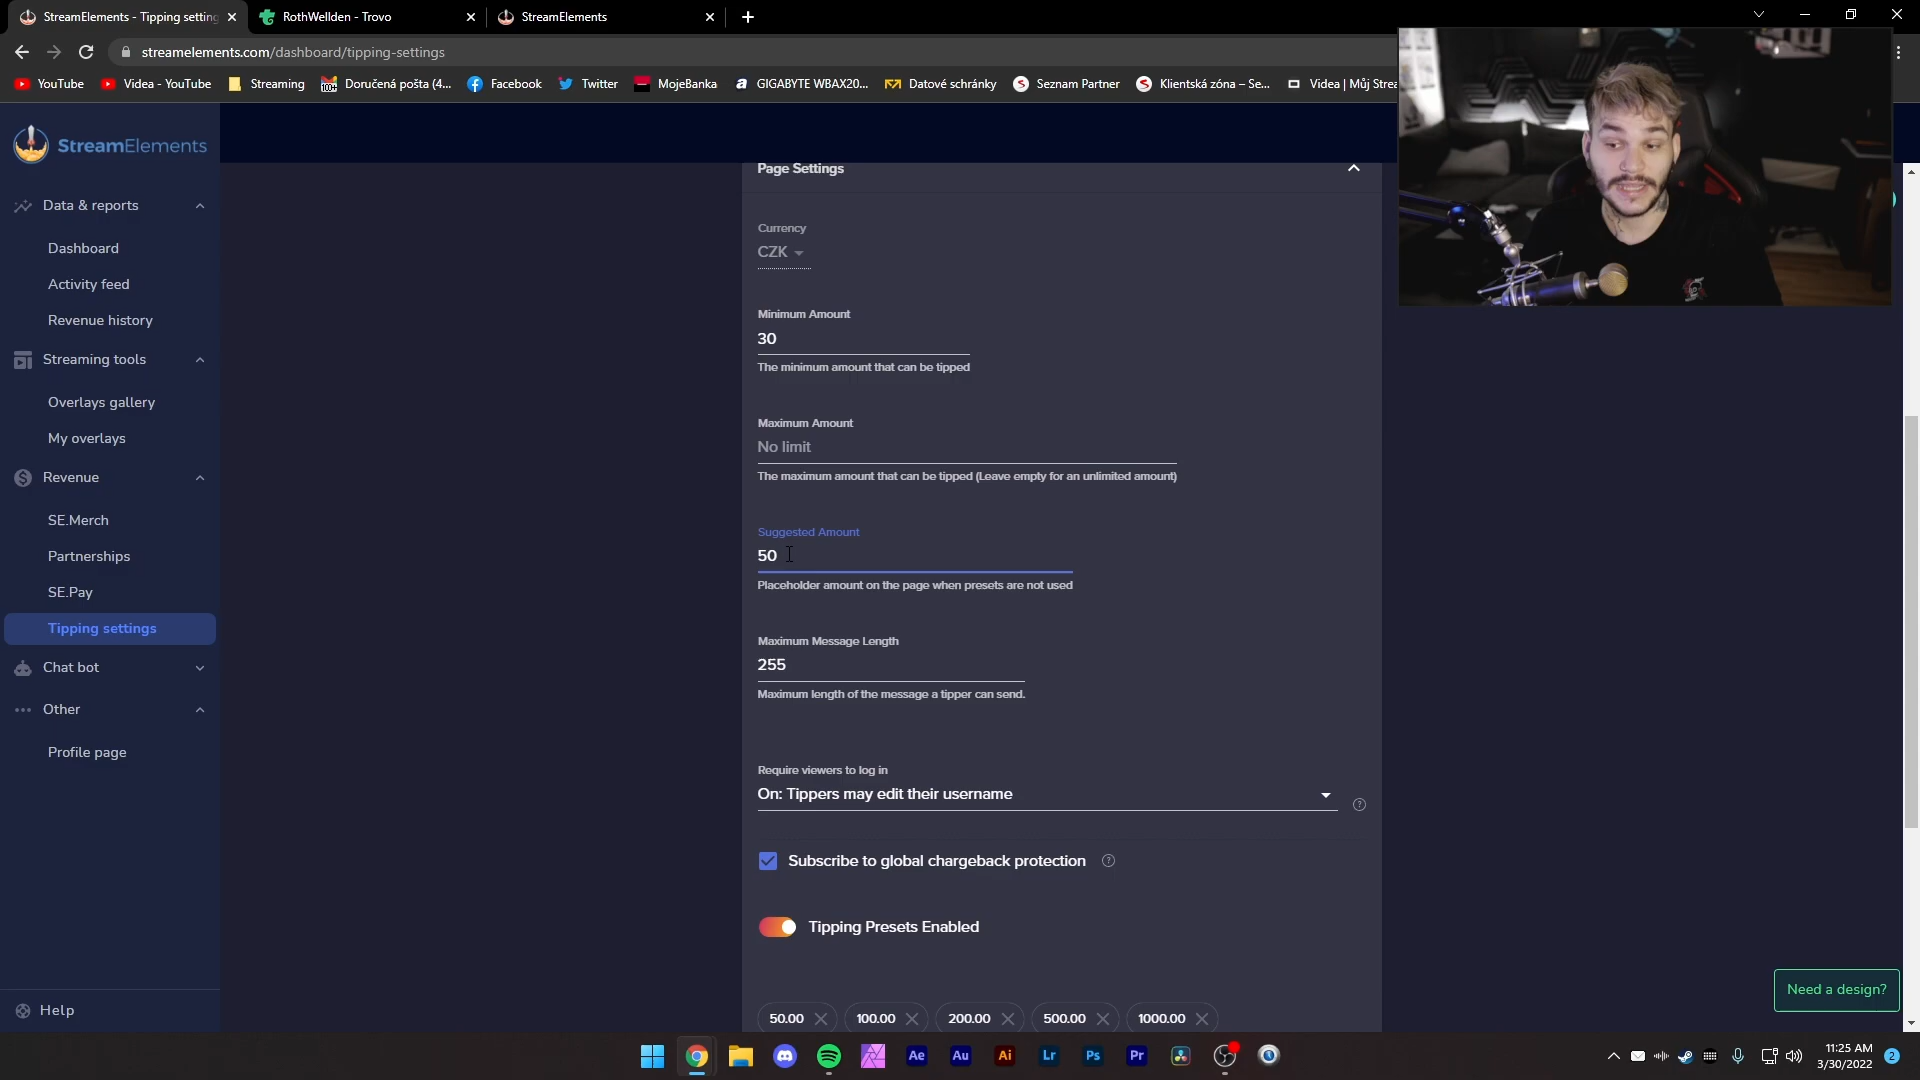 StreamElements - Tipping setting
RothWellden - Trovo
StreamElements
streamelements.com/dashboard/tipping-settings
YouTube
Videa - YouTube
Streaming
Doručená pošta (4...
Facebook
Twitter
MojeBanka
GIGABYTE WBAX20...
Datové schránky
Seznam Partner
Klientská zóna – Se...
Videa | Můj Strea
StreamElements
Data & reports
Dashboard
Activity feed
Revenue history
Streaming tools
Overlays gallery
My overlays
Revenue
SE.Merch
Partnerships
SE.Pay
Tipping settings
Chat bot
Other
Profile page
Help
Page Settings
Currency
CZK
Minimum Amount
30
The minimum amount that can be tipped
Maximum Amount
No limit
The maximum amount that can be tipped (Leave empty for an unlimited amount)
Suggested Amount
50
Placeholder amount on the page when presets are not used
Maximum Message Length
255
Maximum length of the message a tipper can send.
Require viewers to log in
On: Tippers may edit their username
Subscribe to global chargeback protection
Tipping Presets Enabled
50.00 100.00 200.00 500.00 1000.00
Need a design?
Ae Au Ai Lr Ps Pr
11:25 AM
3/30/2022
2